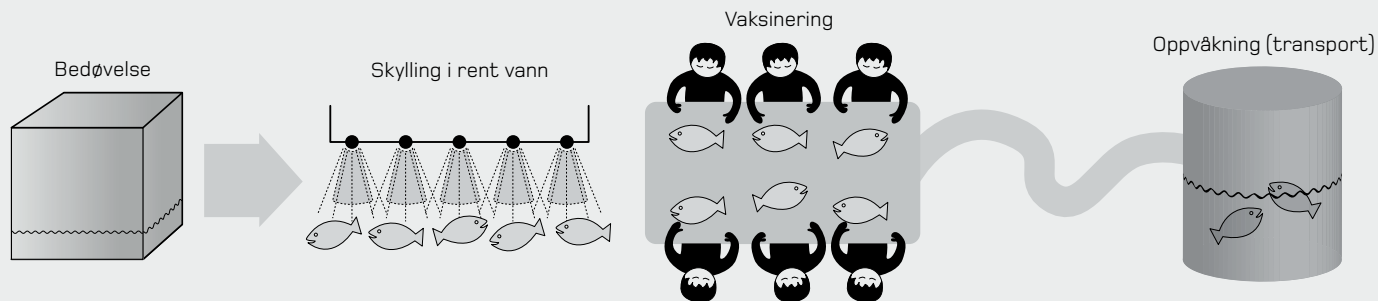 Bedøvelse
Skylling i rent vann
Vaksinering
Oppvåkning (transport)